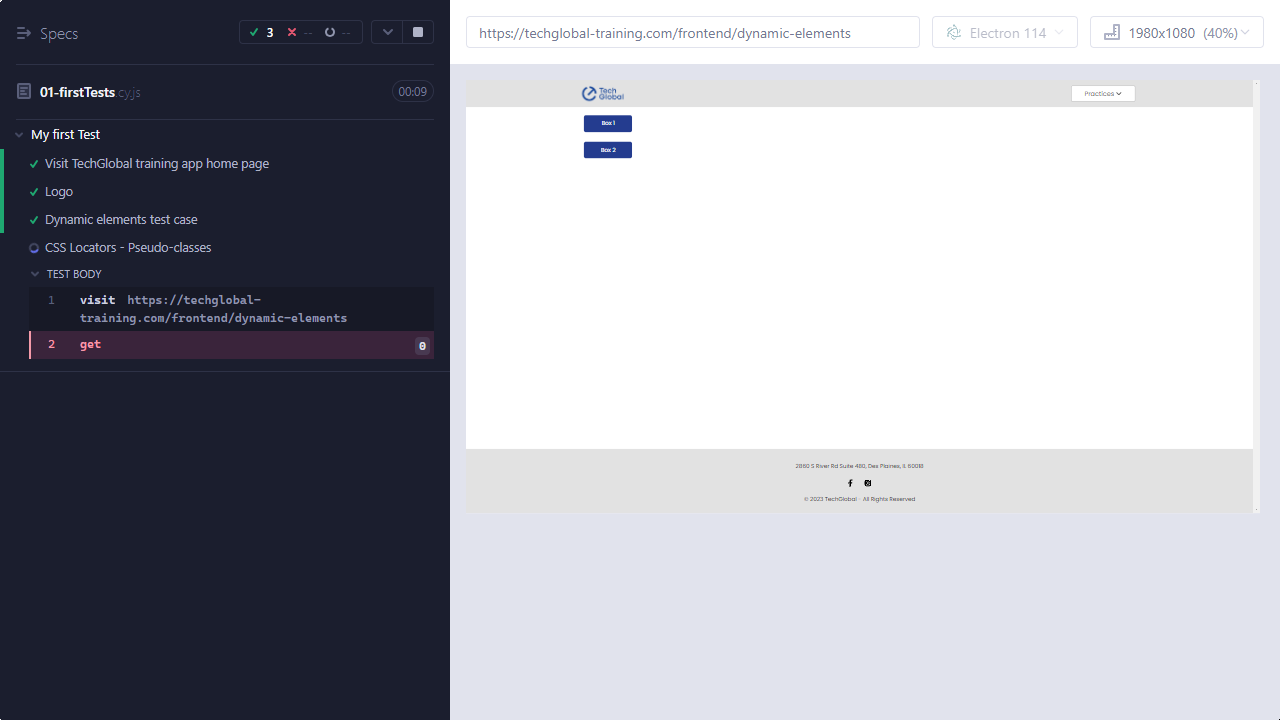 Specs
3
--
--
01-firstTests.cy.js
00:09
My first Test
Visit TechGlobal training app home page
Logo
Dynamic elements test case
CSS Locators - Pseudo-classes
TEST BODY
1 visit https://techglobal-
training.com/frontend/dynamic-elements
2 get 0
https://techglobal-training.com/frontend/dynamic-elements
Electron 114
1980x1080 (40%)
Tech
Global
Practices
Box 1
Box 2
2860 S River Rd Suite 480, Des Plaines, IL 60018
© 2023 TechGlobal - All Rights Reserved